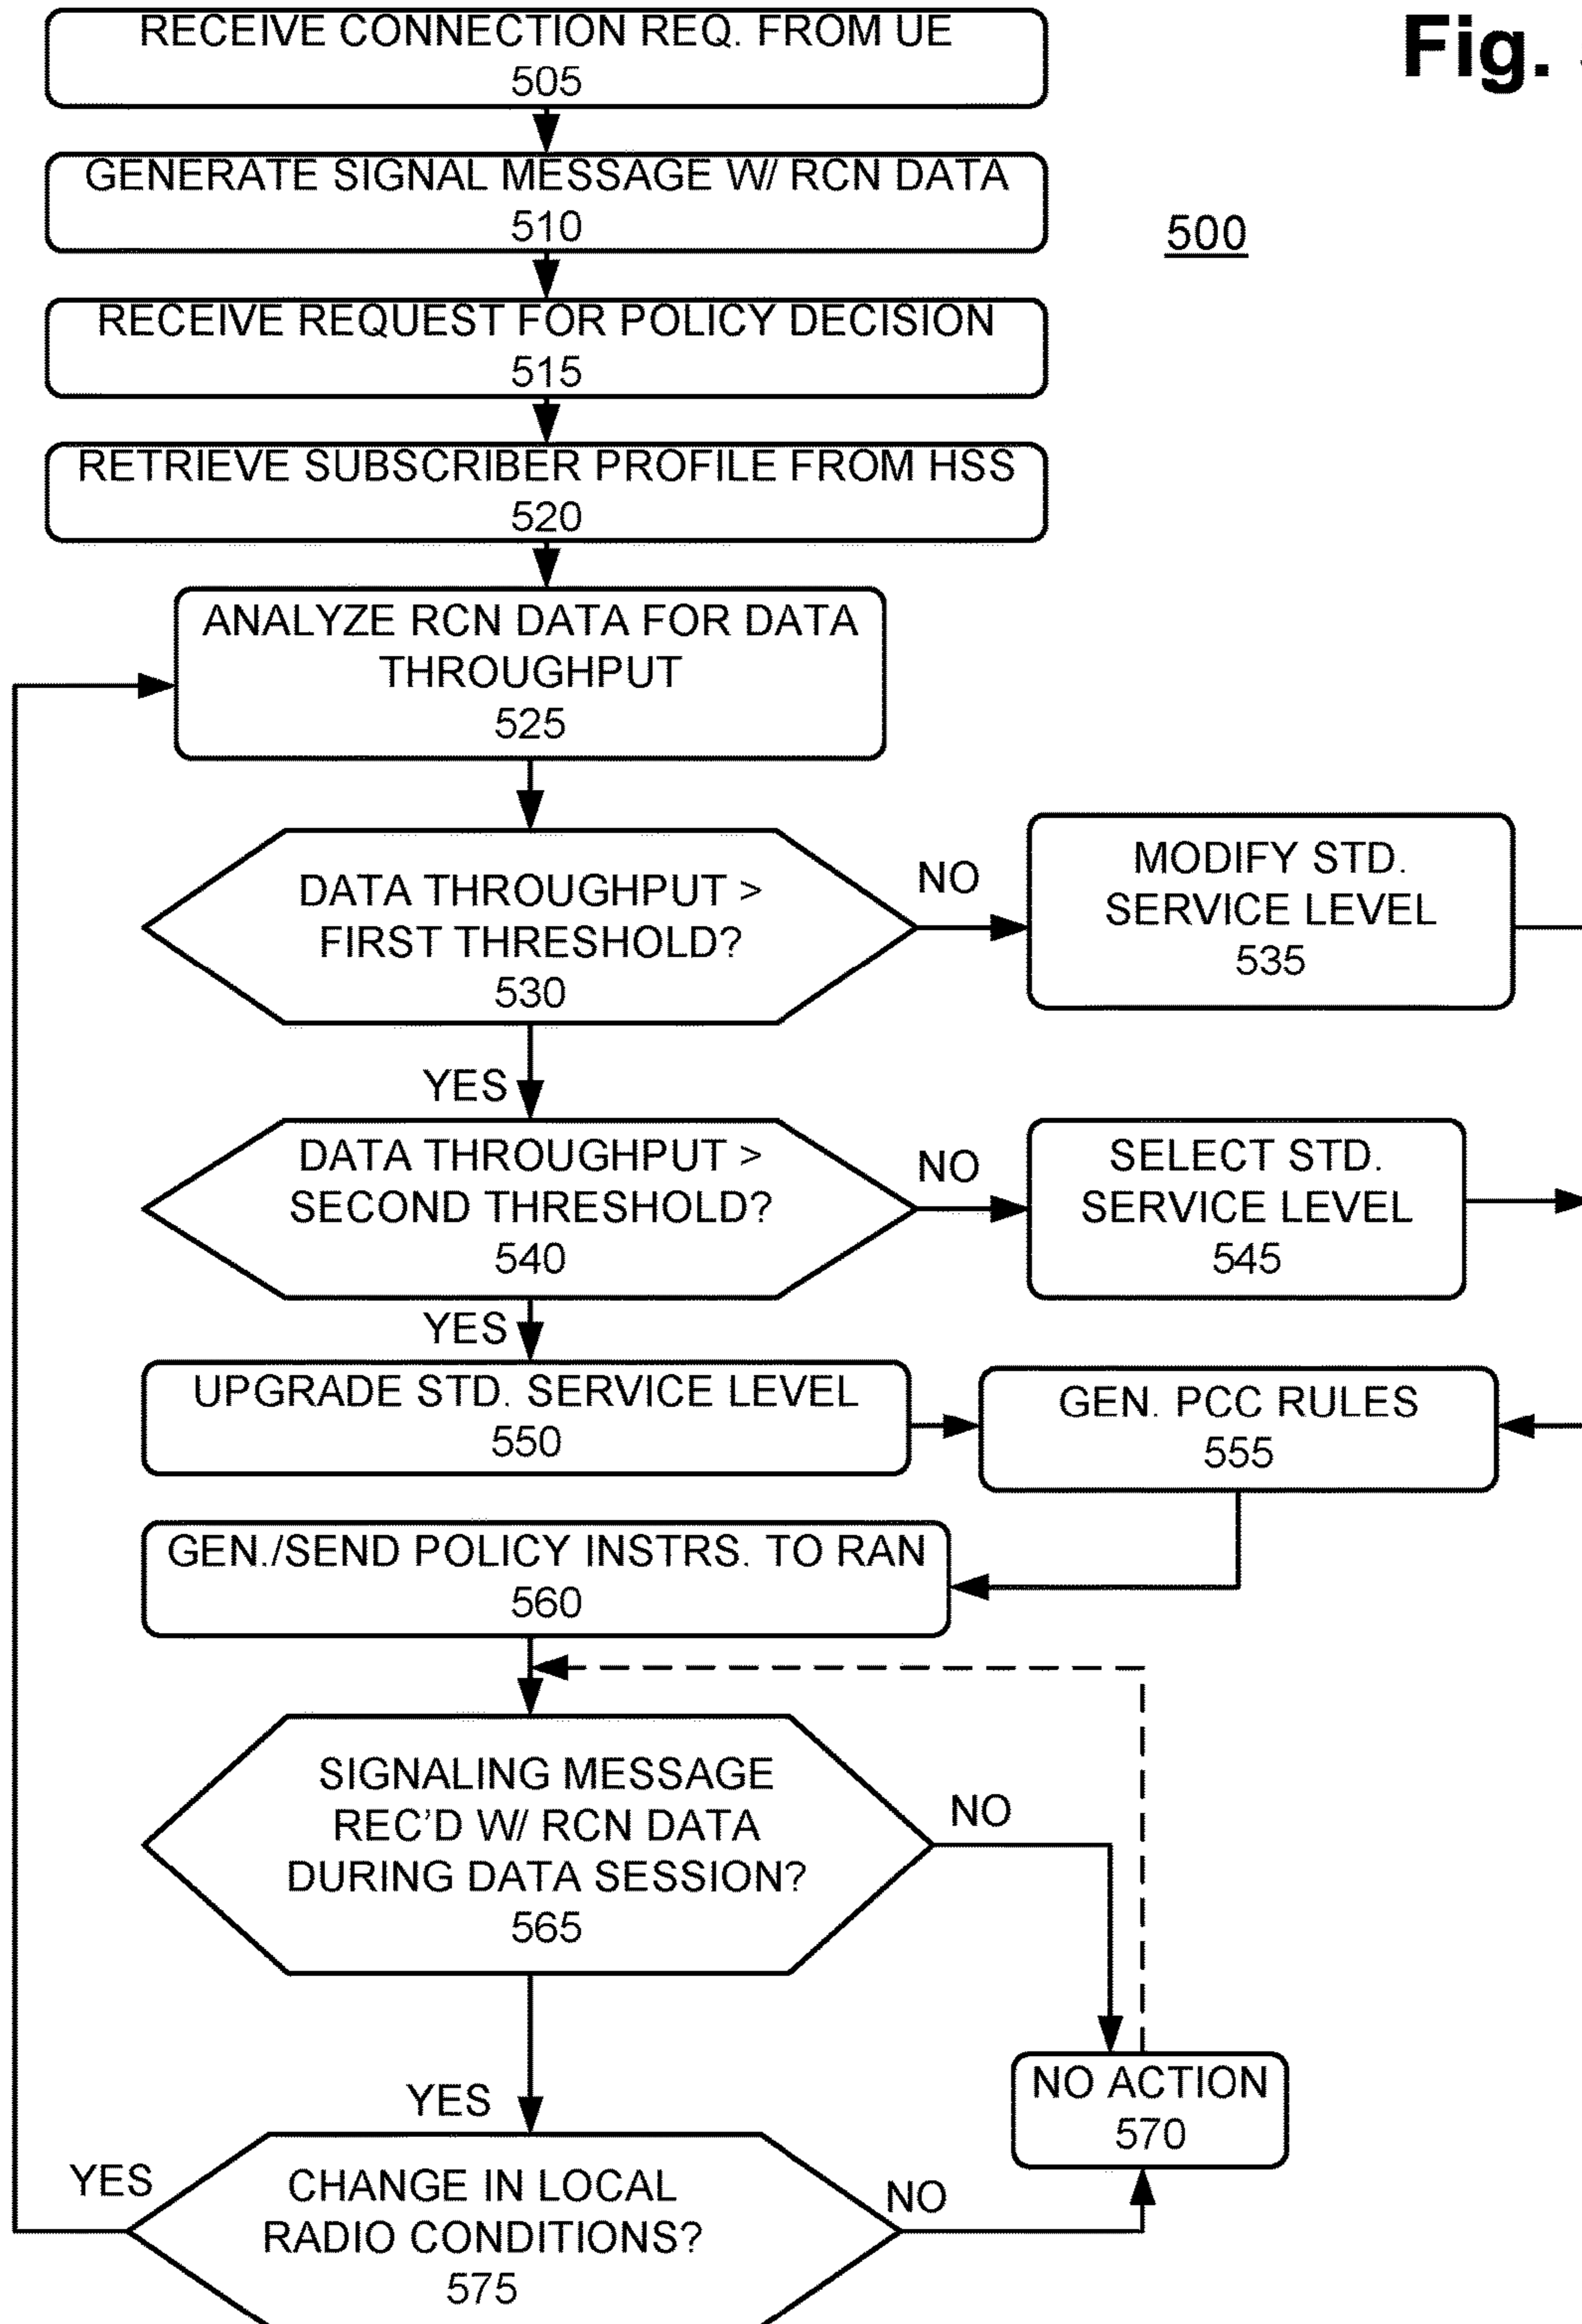 RECEIVE CONNECTION REQ. FROM UE
505
Fig.
GENERATE SIGNAL MESSAGE W/ RCN DATA
510
500
RECEIVE REQUEST FOR POLICY DECISION
515
RETRIEVE SUBSCRIBER PROFILE FROM HSS
520
ANALYZE RCN DATA FOR DATA
THROUGHPUT
525
DATA THROUGHPUT >
FIRST THRESHOLD?
530
NO
MODIFY STD.
SERVICE LEVEL
535
YES
DATA THROUGHPUT >
SECOND THRESHOLD?
540
NO
SELECT STD.
SERVICE LEVEL
545
YES
UPGRADE STD. SERVICE LEVEL
550
GEN. PCC RULES
555
GEN./SEND POLICY INSTRS. TO RAN
560
SIGNALING MESSAGE
REC'D W/ RCN DATA
DURING DATA SESSION?
565
NO
YES
NO ACTION
570
YES
CHANGE IN LOCAL
RADIO CONDITIONS?
575
NO